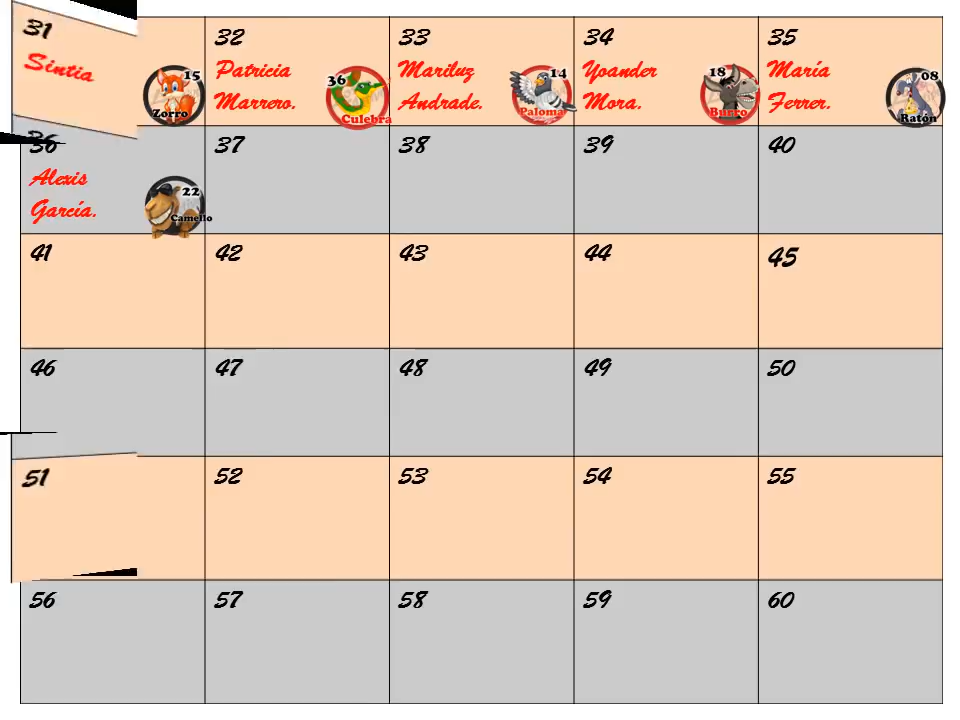 31 32 33 34 35
Sintia Patricia Mariluz Yoander María
Marrero. Andrade. Mora. Ferrer.
15 36 14 18 08
Zorro Culebra Paloma Burro Ratón
36 37 38 39 40
Alexis
García.
22
Camello
41 42 43 44 45
46 47 48 49 50
51 52 53 54 55
56 57 58 59 60